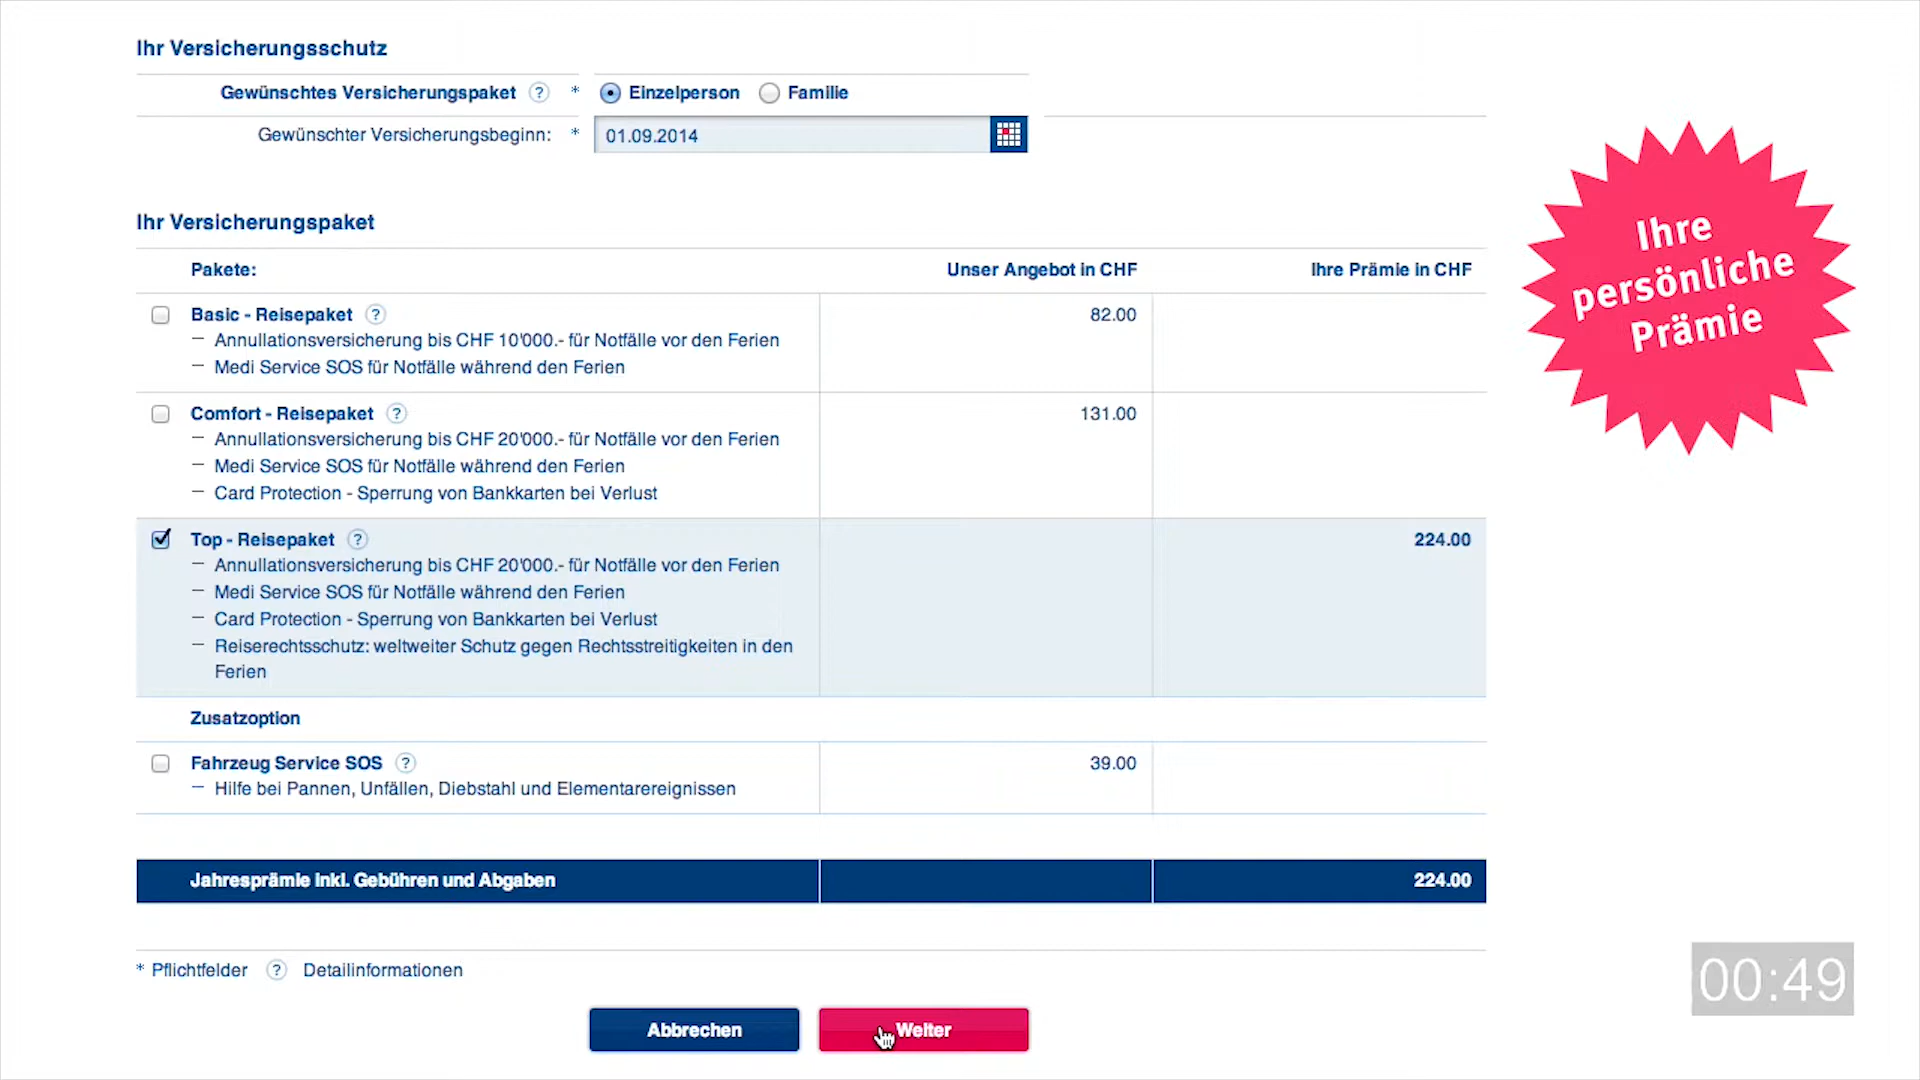 Ihr Versicherungsschutz
Gewünschtes Versicherungspaket ? * Einzelperson Familie
Gewünschter Versicherungsbeginn: * 01.09.2014
Ihr Versicherungspaket
Pakete: Unser Angebot in CHF Ihre Prämie in CHF
Basic - Reisepaket ? 82.00
– Annullationsversicherung bis CHF 10'000.- für Notfälle vor den Ferien
– Medi Service SOS für Notfälle während den Ferien
Comfort - Reisepaket ? 131.00
– Annullationsversicherung bis CHF 20'000.- für Notfälle vor den Ferien
– Medi Service SOS für Notfälle während den Ferien
– Card Protection - Sperrung von Bankkarten bei Verlust
Top - Reisepaket ? 224.00
– Annullationsversicherung bis CHF 20'000.- für Notfälle vor den Ferien
– Medi Service SOS für Notfälle während den Ferien
– Card Protection - Sperrung von Bankkarten bei Verlust
– Reiserechtsschutz: weltweiter Schutz gegen Rechtsstreitigkeiten in den
Ferien
Zusatzoption
Fahrzeug Service SOS ? 39.00
– Hilfe bei Pannen, Unfällen, Diebstahl und Elementarereignissen
Jahresprämie inkl. Gebühren und Abgaben 224.00
* Pflichtfelder ? Detailinformationen
Abbrechen Weiter
Ihre
persönliche
Prämie
00:49